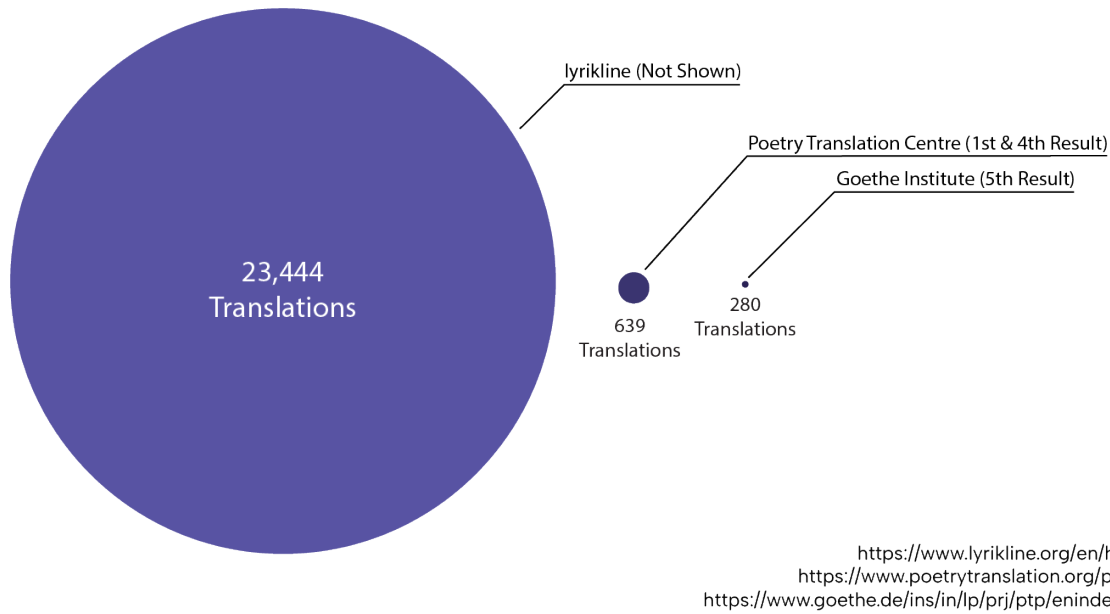 lyrikline (Not Shown)
Poetry Translation Centre (1st & 4th Result)
Goethe Institute (5th Result)
23,444
Translations
639
Translations
280
Translations
https://www.lyrikline.org/en/h
https://www.poetrytranslation.org/p
https://www.goethe.de/ins/in/lp/prj/ptp/eninde